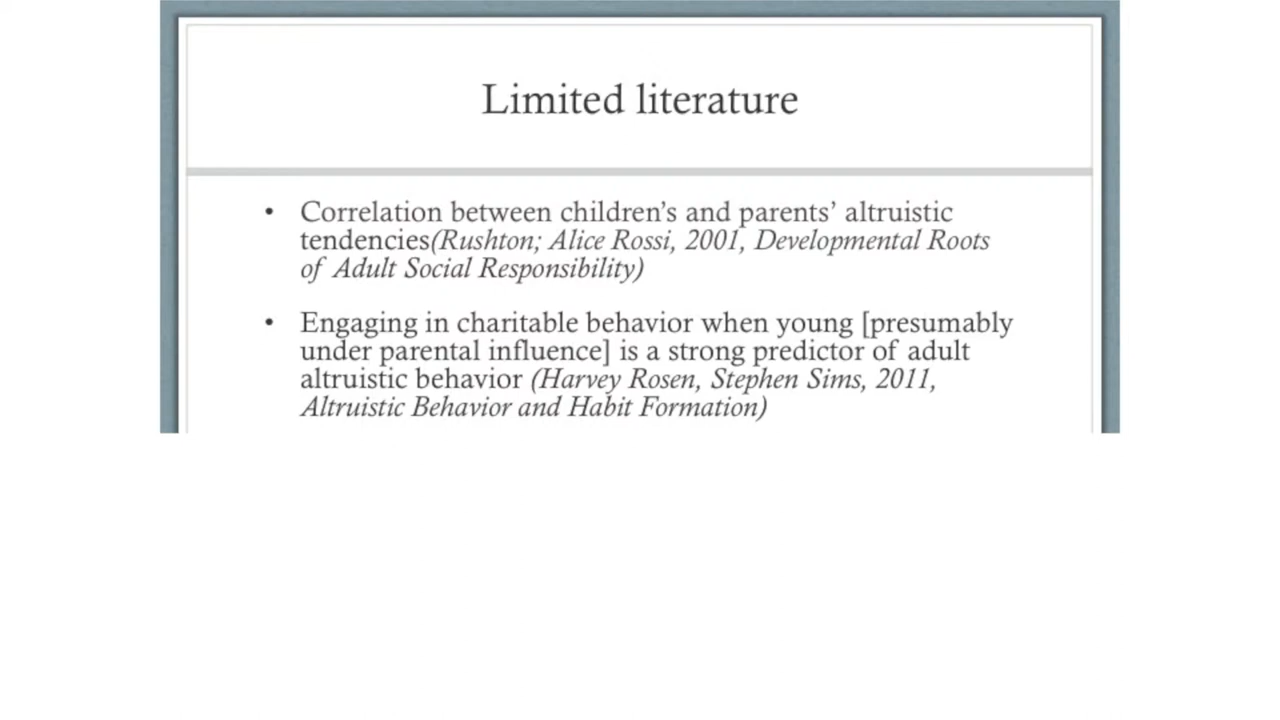 Limited literature
• Correlation between children's and parents' altruistic
tendencies(Rushton; Alice Rossi, 2001, Developmental Roots
of Adult Social Responsibility)
• Engaging in charitable behavior when young [presumably
under parental influence] is a strong predictor of adult
altruistic behavior (Harvey Rosen, Stephen Sims, 2011,
Altruistic Behavior and Habit Formation)